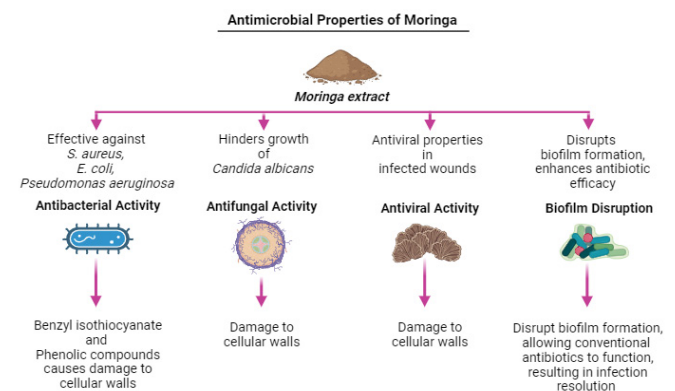 Antimicrobial Properties of Moringa
Moringa extract
Effective against
S. aureus,
E. coli,
Pseudomonas aeruginosa
Antibacterial Activity
Benzyl isothiocyanate
and
Phenolic compounds
causes damage to
cellular walls
Hinders growth
of
Candida albicans
Antifungal Activity
Damage to
cellular walls
Antiviral properties
in
infected wounds
Antiviral Activity
Damage to
cellular walls
Disrupts
biofilm formation,
enhances antibiotic
efficacy
Biofilm Disruption
Disrupt biofilm formation,
allowing conventional
antibiotics to function,
resulting in infection
resolution